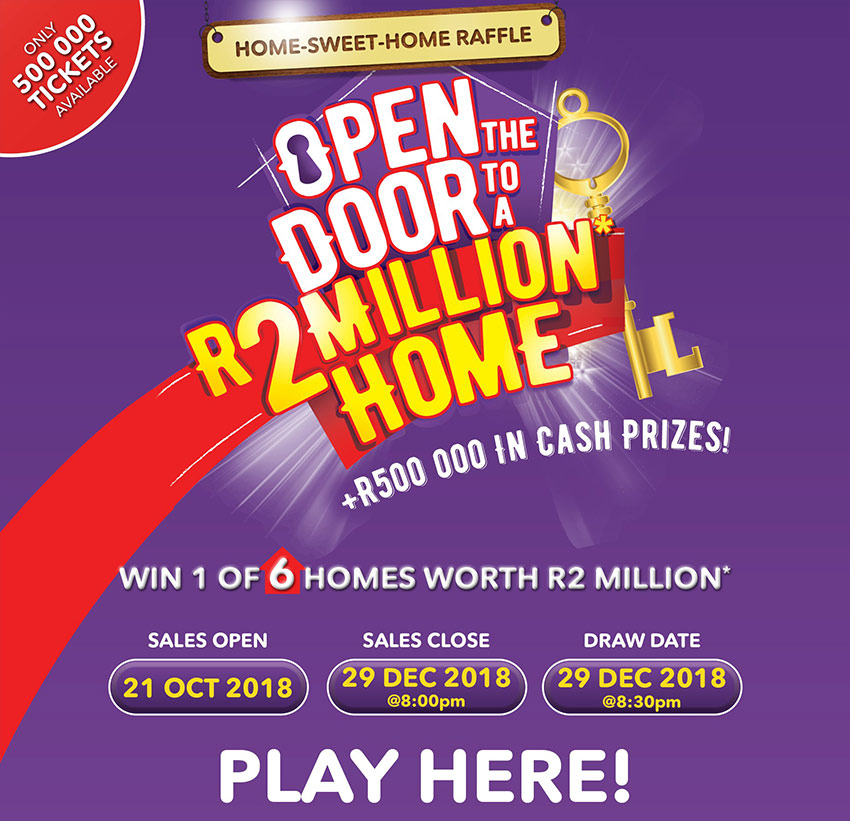 ONLY
500 000
TICKETS
AVAILABLE
HOME-SWEET-HOME RAFFLE
OPEN THE
DOOR TO A
R2MILLION*
HOME
+R500 000 IN CASH PRIZES!
WIN 1 OF 6 HOMES WORTH R2 MILLION*
SALES OPEN
21 OCT 2018
SALES CLOSE
29 DEC 2018
@8:00pm
DRAW DATE
29 DEC 2018
@8:30pm
PLAY HERE!